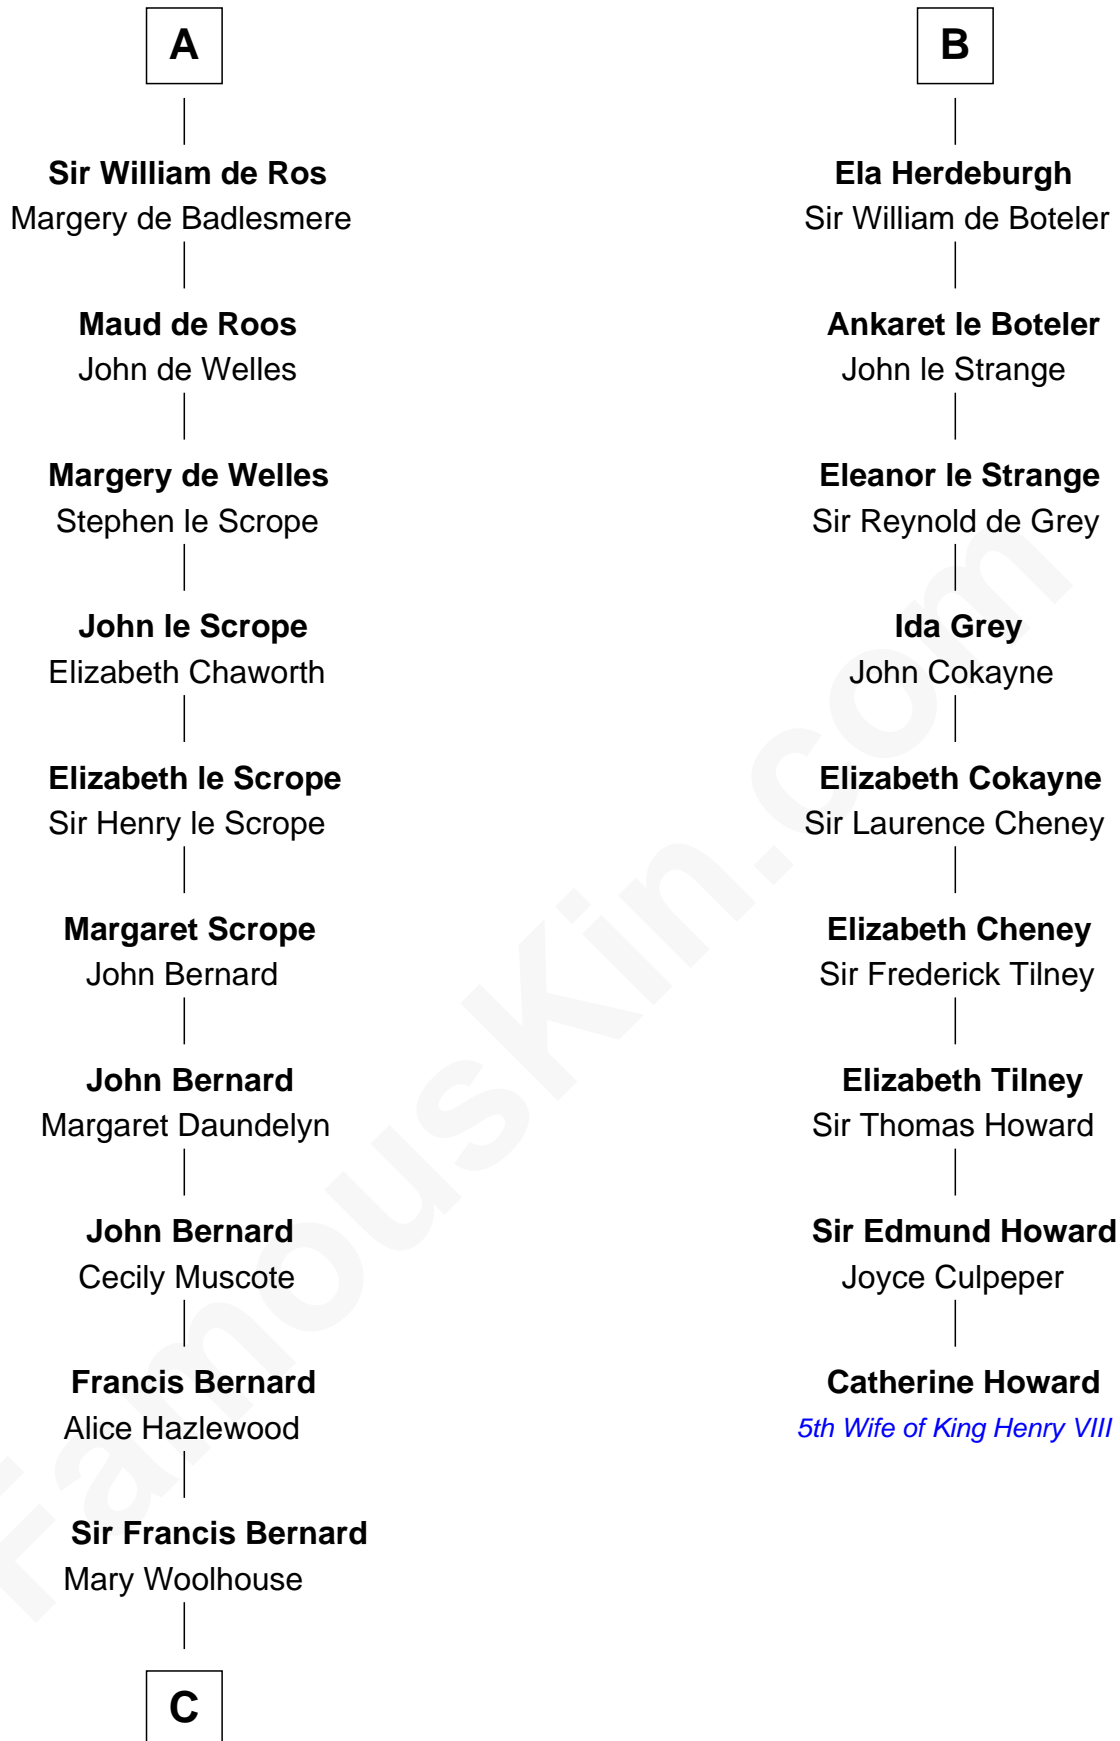 A
Sir William de Ros
Margery de Badlesmere
Maud de Roos
John de Welles
Margery de Welles
Stephen le Scrope
John le Scrope
Elizabeth Chaworth
Elizabeth le Scrope
Sir Henry le Scrope
Margaret Scrope
John Bernard
John Bernard
Margaret Daundelyn
John Bernard
Cecily Muscote
Francis Bernard
Alice Hazlewood
Sir Francis Bernard
Mary Woolhouse
C
B
Ela Herdeburgh
Sir William de Boteler
Ankaret le Boteler
John le Strange
Eleanor le Strange
Sir Reynold de Grey
Ida Grey
John Cokayne
Elizabeth Cokayne
Sir Laurence Cheney
Elizabeth Cheney
Sir Frederick Tilney
Elizabeth Tilney
Sir Thomas Howard
Sir Edmund Howard
Joyce Culpeper
Catherine Howard
5th Wife of King Henry VIII
FamousKin.com